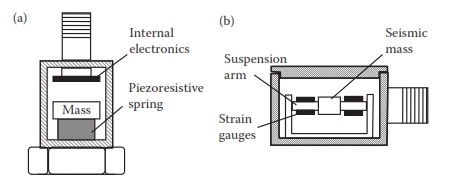 (a)
Internal
electronics
Mass
Piezoresistive
spring
(b)
Seismic
mass
Suspension
arm
Strain
gauges